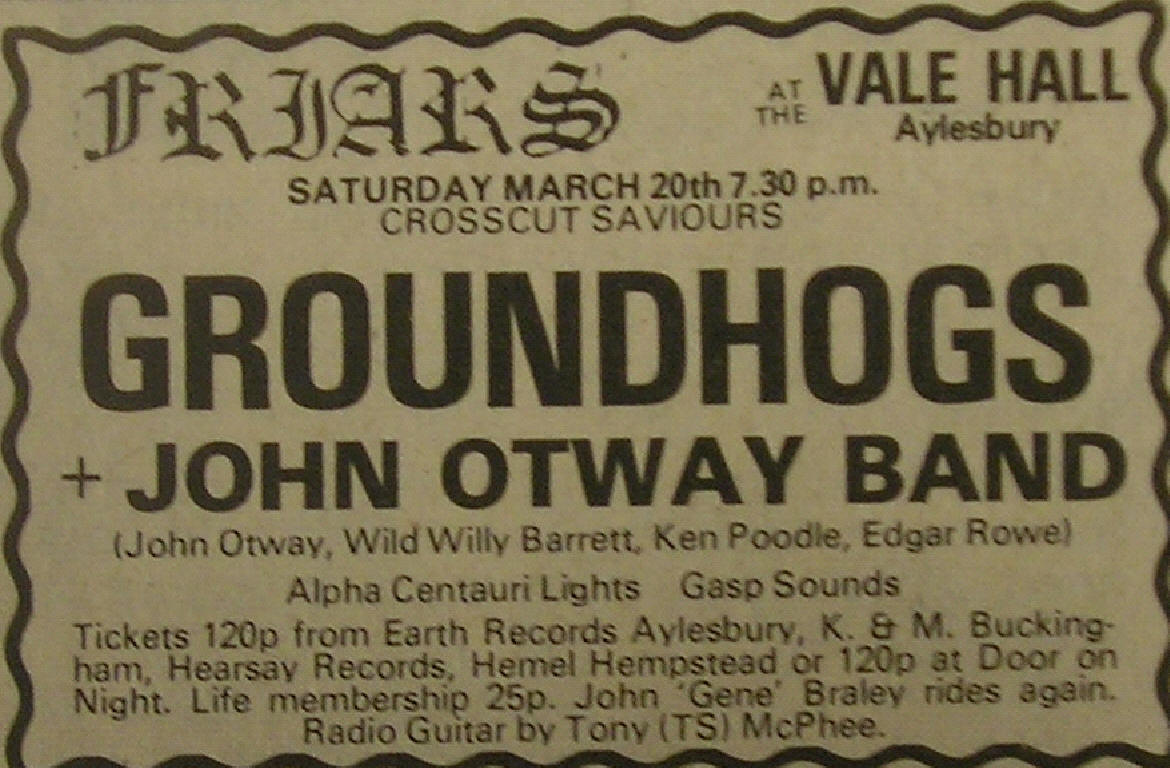 FRIARS AT THE VALE HALL
Aylesbury
SATURDAY MARCH 20th 7.30 p.m.
CROSSCUT SAVIOURS
GROUNDHOGS
+ JOHN OTWAY BAND
(John Otway, Wild Willy Barrett, Ken Poodle, Edgar Rowe)
Alpha Centauri Lights Gasp Sounds
Tickets 120p from Earth Records Aylesbury, K. & M. Bucking-
ham, Hearsay Records, Hemel Hempstead or 120p at Door on
Night. Life membership 25p. John 'Gene' Braley rides again.
Radio Guitar by Tony (TS) McPhee.